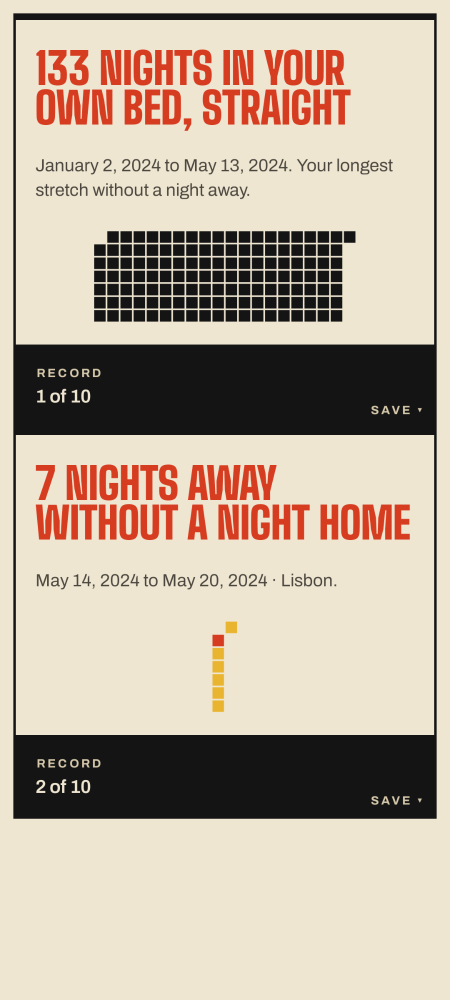 133 NIGHTS IN YOUR
OWN BED, STRAIGHT
January 2, 2024 to May 13, 2024. Your longest
stretch without a night away.
RECORD
1 of 10
SAVE ▾
7 NIGHTS AWAY
WITHOUT A NIGHT HOME
May 14, 2024 to May 20, 2024 · Lisbon.
RECORD
2 of 10
SAVE ▾